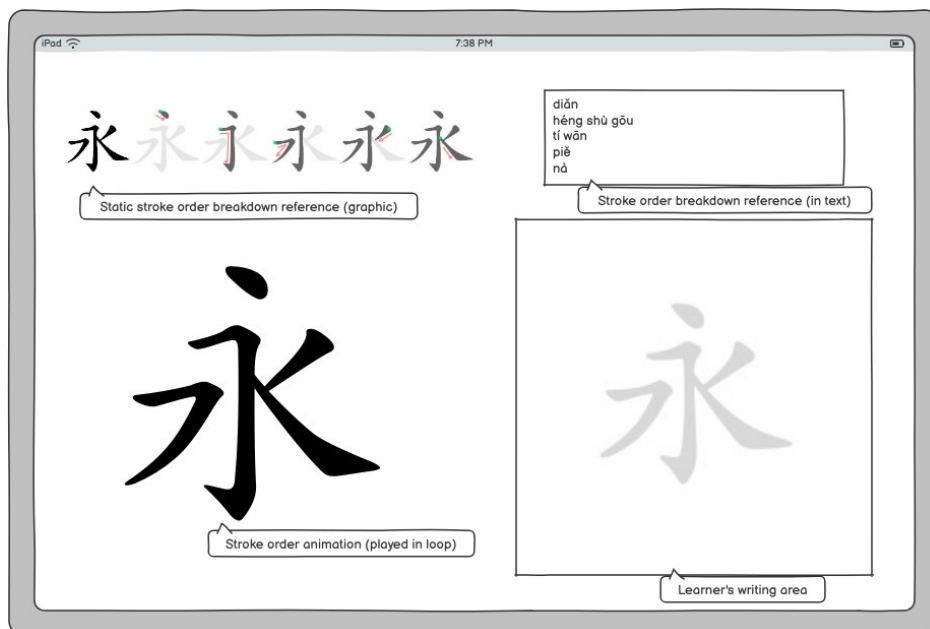 iPad
7:38 PM
永 永 永 永 永 永
diǎn
héng shù gōu
tí wān
piě
nà
Static stroke order breakdown reference (graphic)
Stroke order breakdown reference (in text)
永
永
Stroke order animation (played in loop)
Learner's writing area